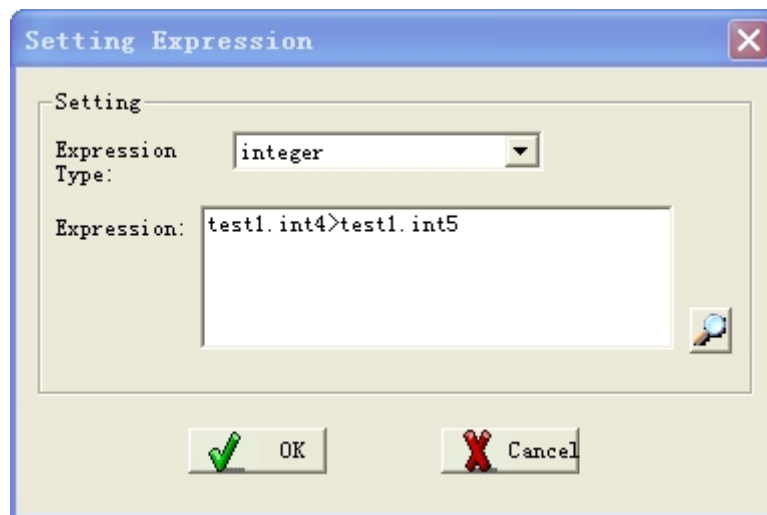 Setting Expression
Setting
Expression
Type:
integer
Expression:
test1.int4>test1.int5
OK
Cancel